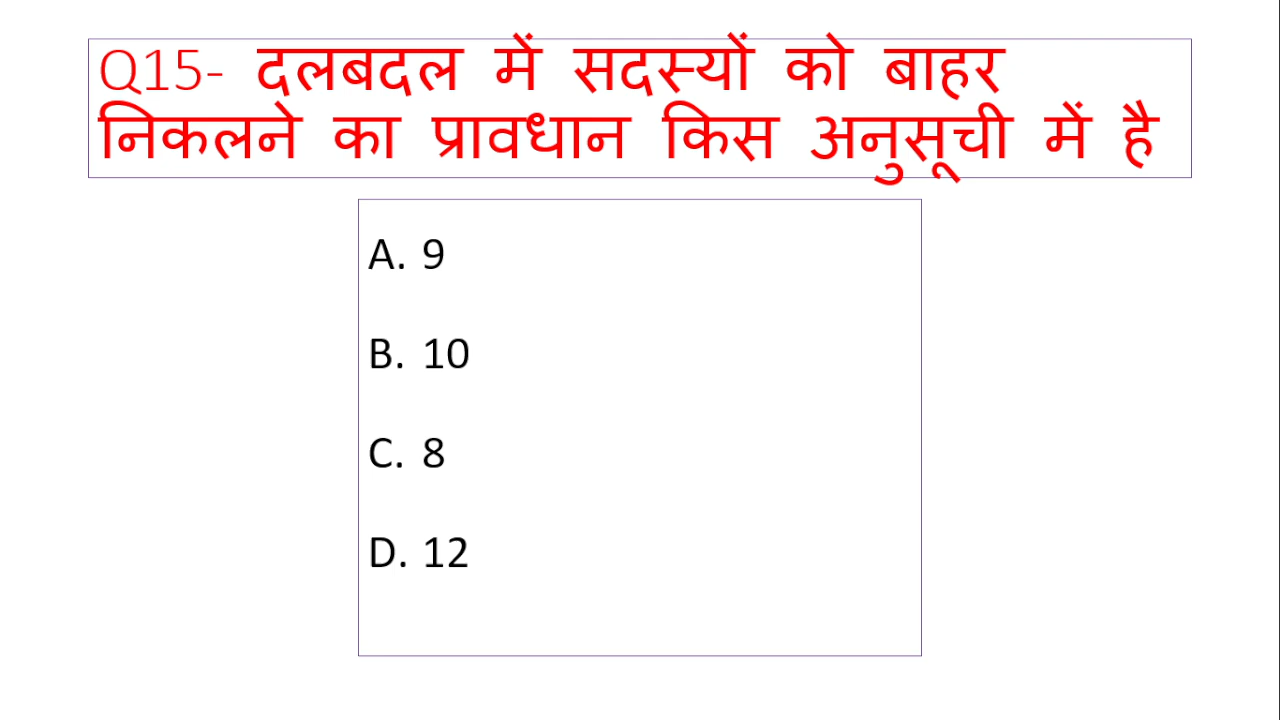 Q15- दलबदल में सदस्यों को बाहर
निकलने का प्रावधान किस अनुसूची में है
A. 9
B. 10
C. 8
D. 12